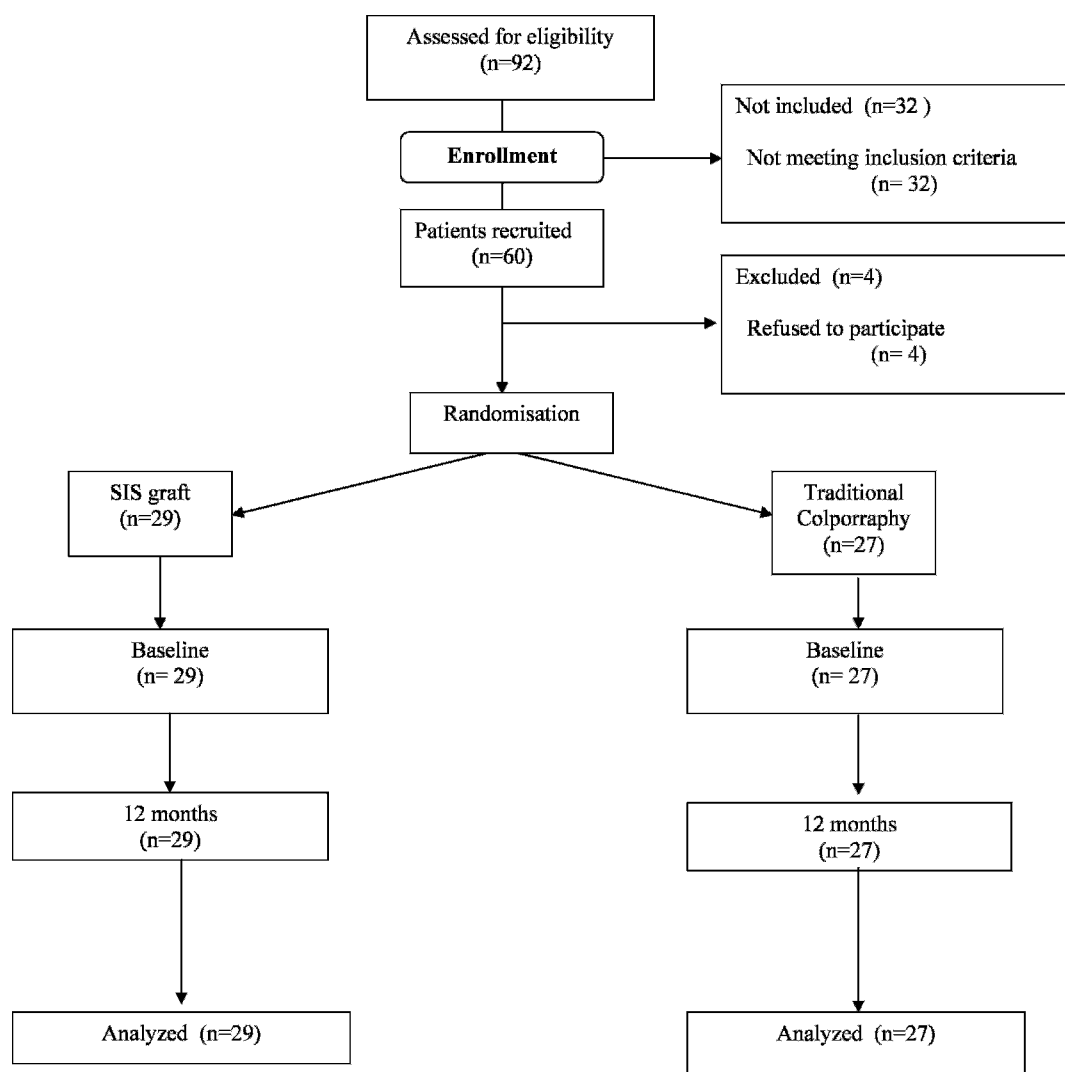 Assessed for eligibility
(n=92)
Not included (n=32 )
Not meeting inclusion criteria
(n= 32)
Enrollment
Patients recruited
(n=60)
Excluded (n=4)
Refused to participate
(n= 4)
Randomisation
SIS graft
(n=29)
Traditional
Colporraphy
(n=27)
Baseline
(n= 29)
Baseline
(n= 27)
12 months
(n=29)
12 months
(n=27)
Analyzed (n=29)
Analyzed (n=27)